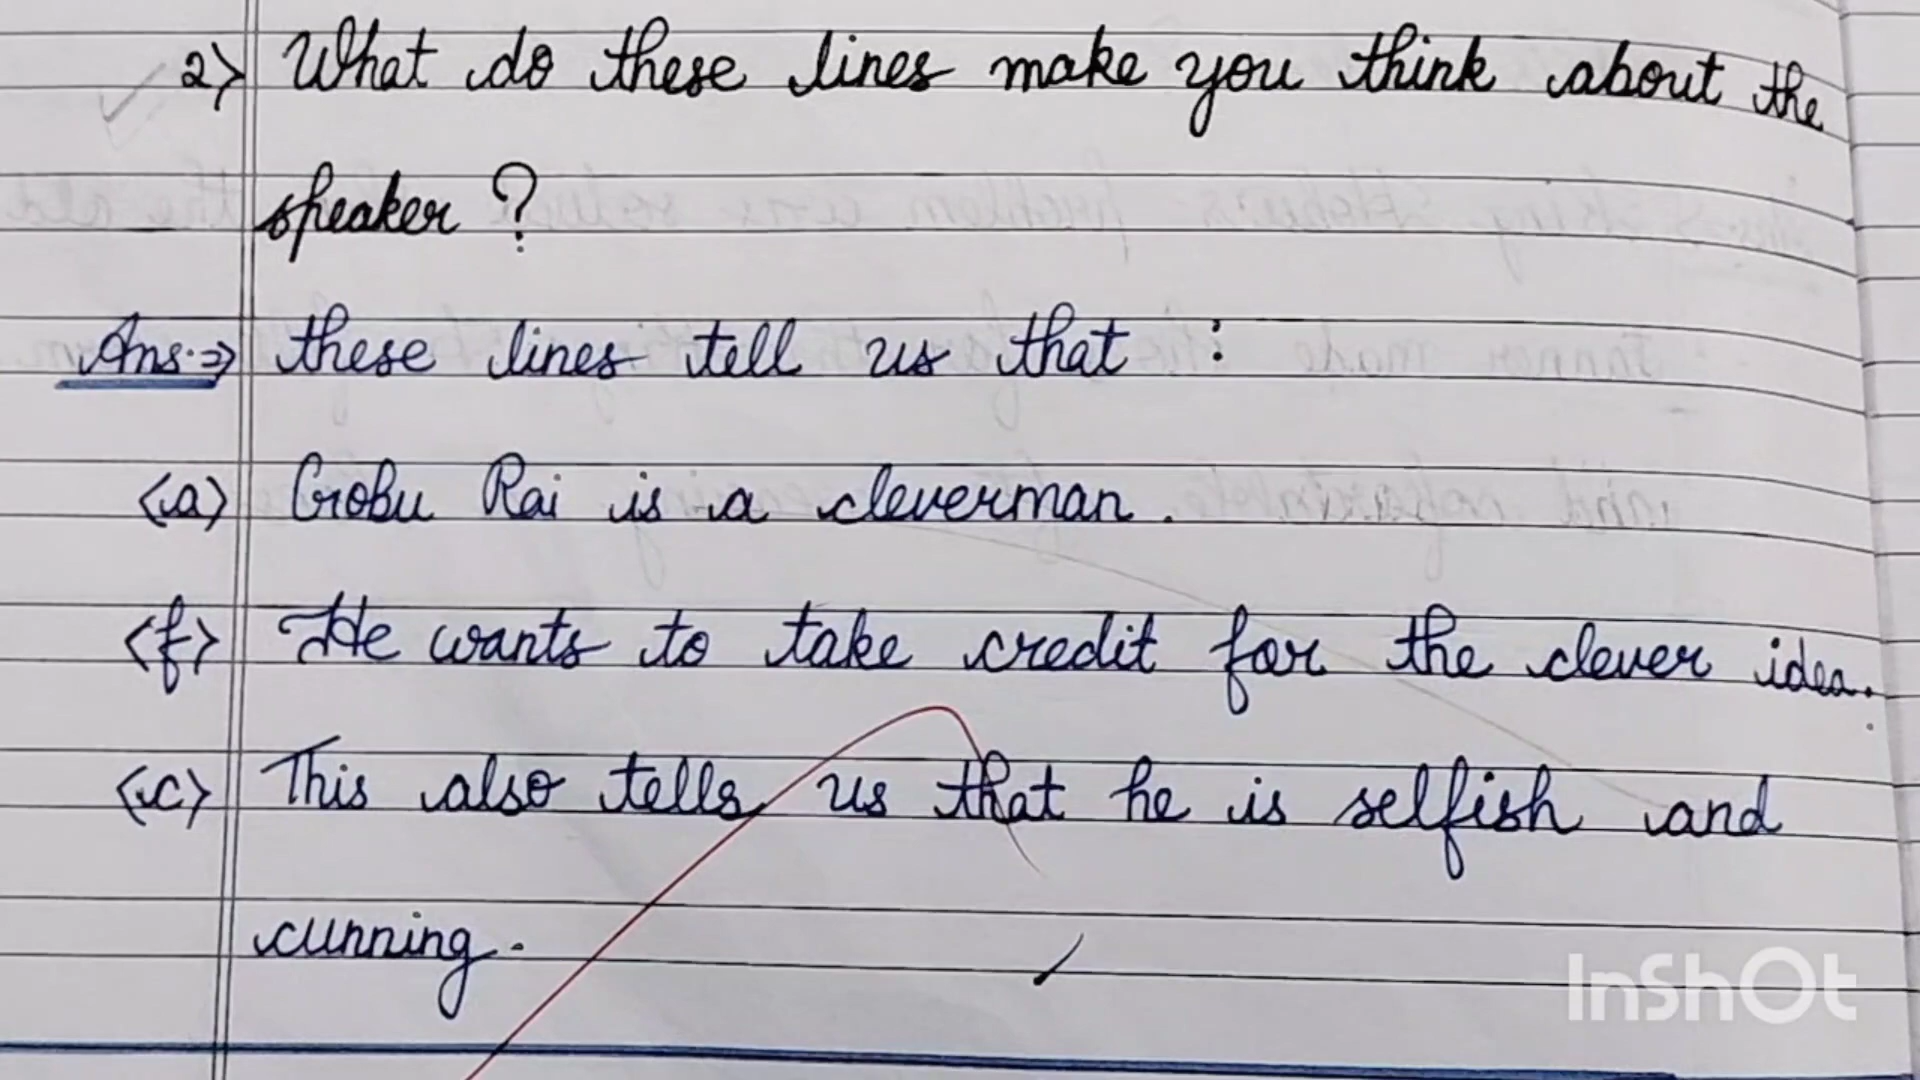 2) What do these lines make you think about the
speaker ?
Ans.⇒ these lines tell us that :
(a) Gobu Rai is a cleverman.
(f) He wants to take credit for the clever idea.
(c) This also tells us that he is selfish and
cunning.
InShOt